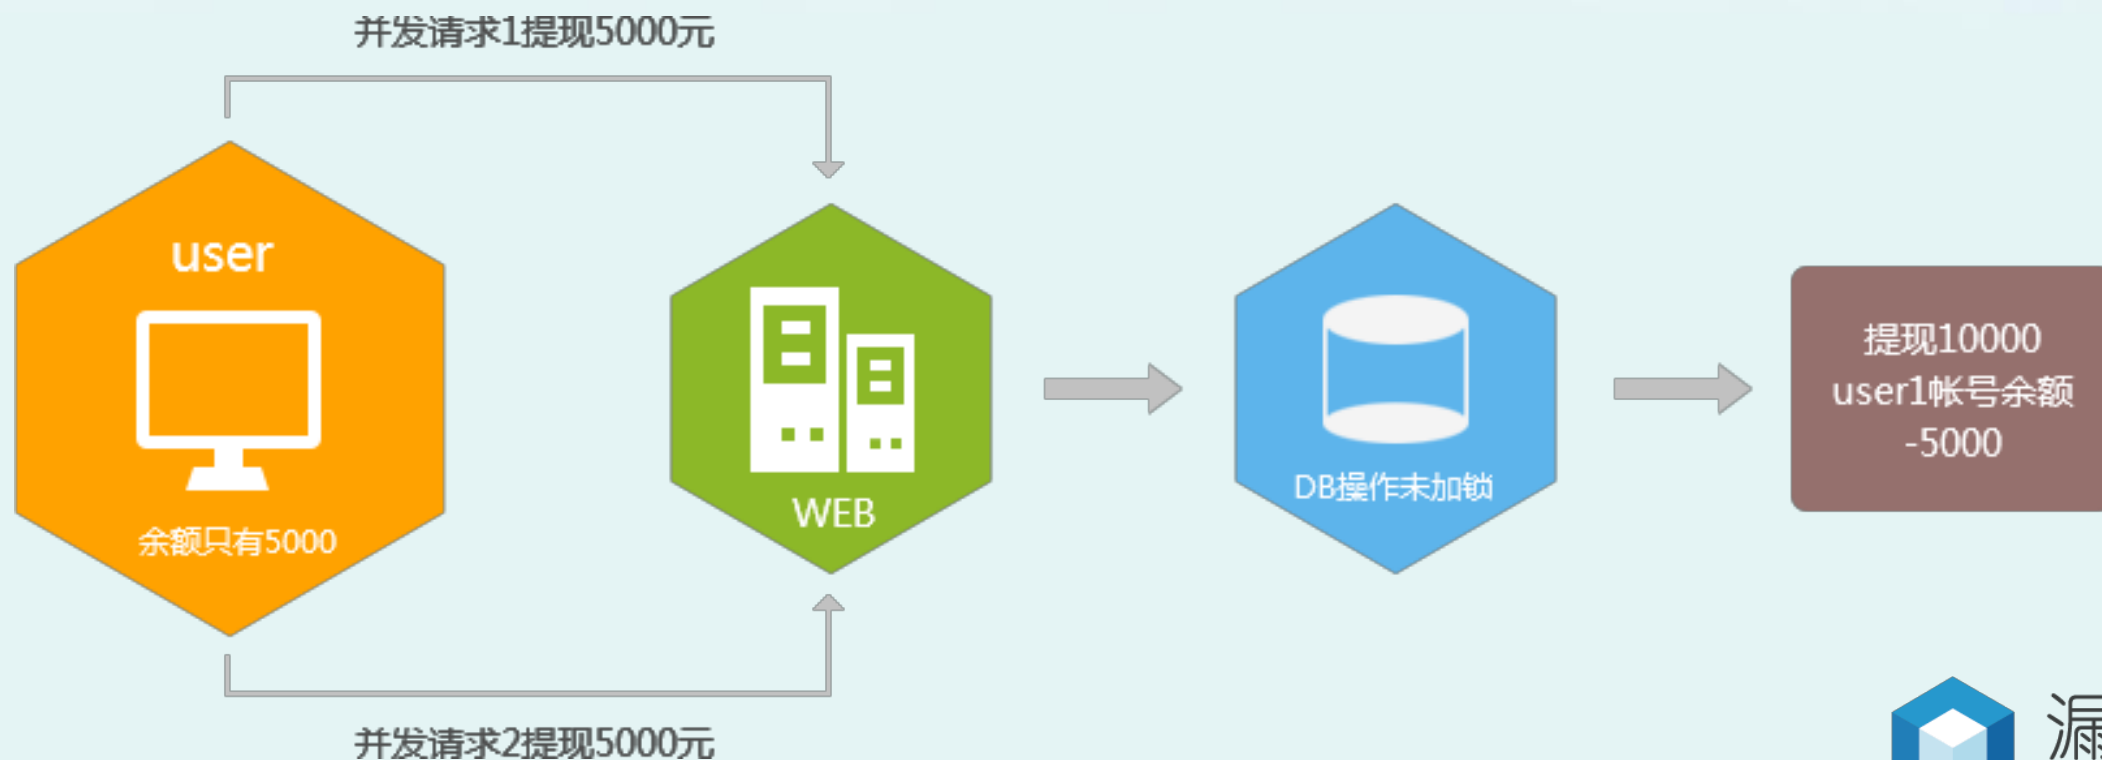 并发请求1提现5000元
user
余额只有5000
WEB
DB操作未加锁
提现10000
user1帐号余额
-5000
并发请求2提现5000元
漏